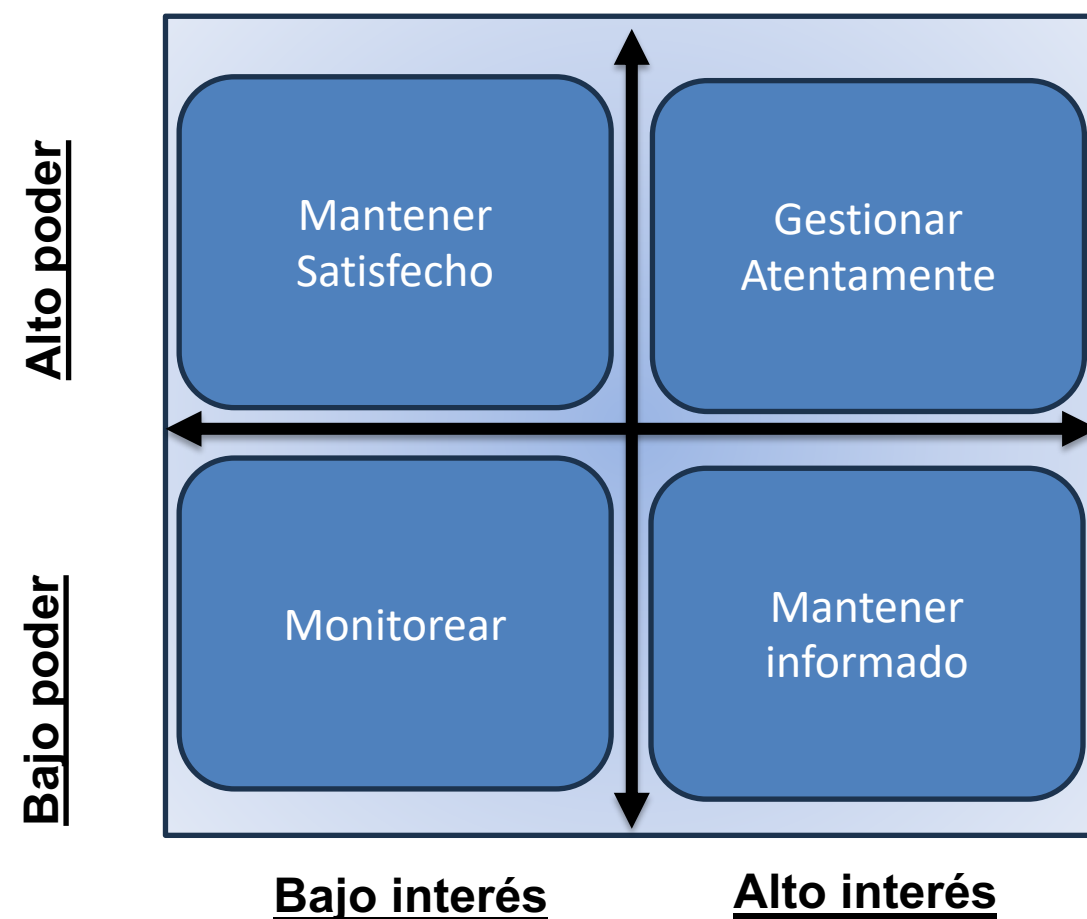 Alto poder
Mantener
Satisfecho
Gestionar
Atentamente
Bajo poder
Monitorear
Mantener
informado
Bajo interés
Alto interés